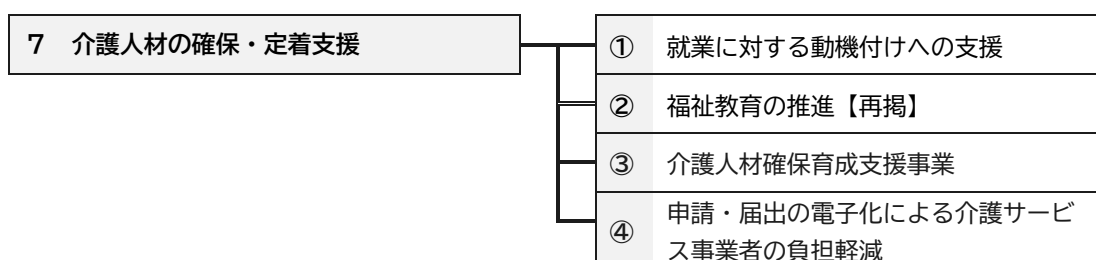 7 介護人材の確保・定着支援
① 就業に対する動機付けへの支援
② 福祉教育の推進【再掲】
③ 介護人材確保育成支援事業
④ 申請・届出の電子化による介護サービ
ス事業者の負担軽減